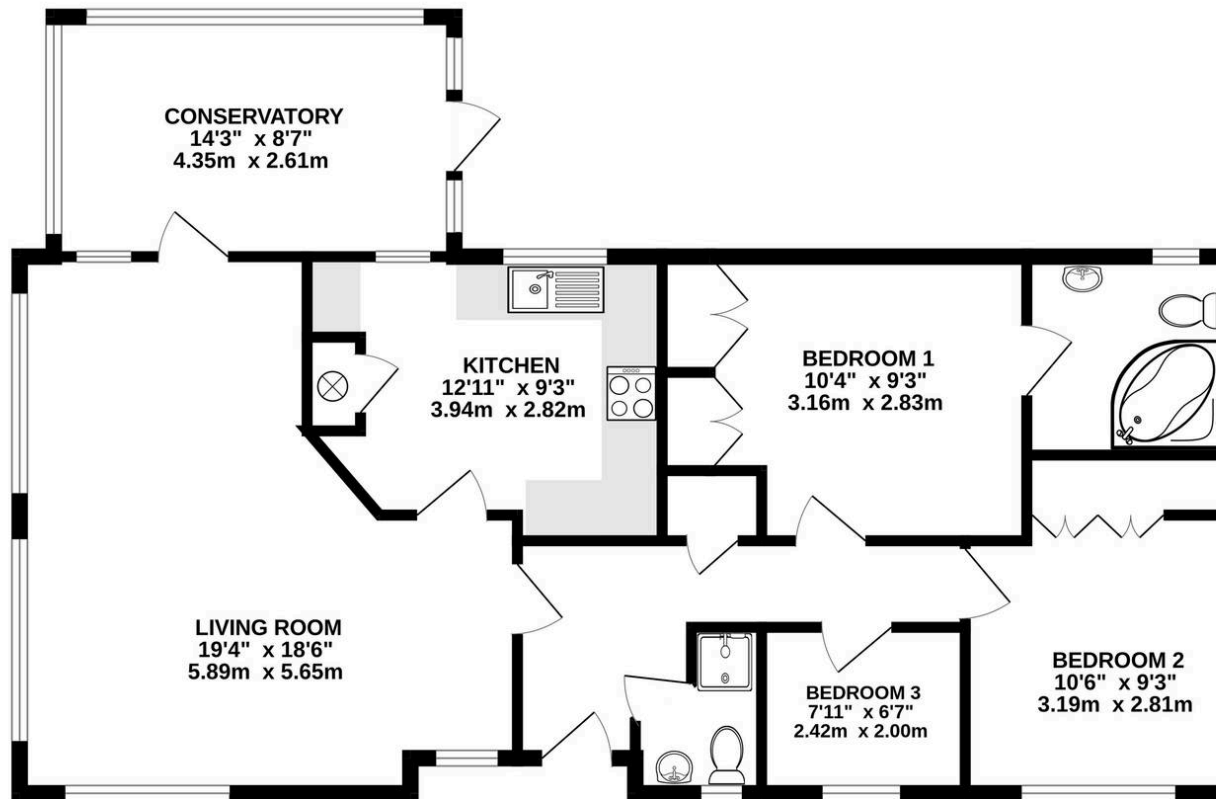 CONSERVATORY
14'3" x 8'7"
4.35m x 2.61m
KITCHEN
12'11" x 9'3"
3.94m x 2.82m
BEDROOM 1
10'4" x 9'3"
3.16m x 2.83m
LIVING ROOM
19'4" x 18'6"
5.89m x 5.65m
BEDROOM 3
7'11" x 6'7"
2.42m x 2.00m
BEDROOM 2
10'6" x 9'3"
3.19m x 2.81m